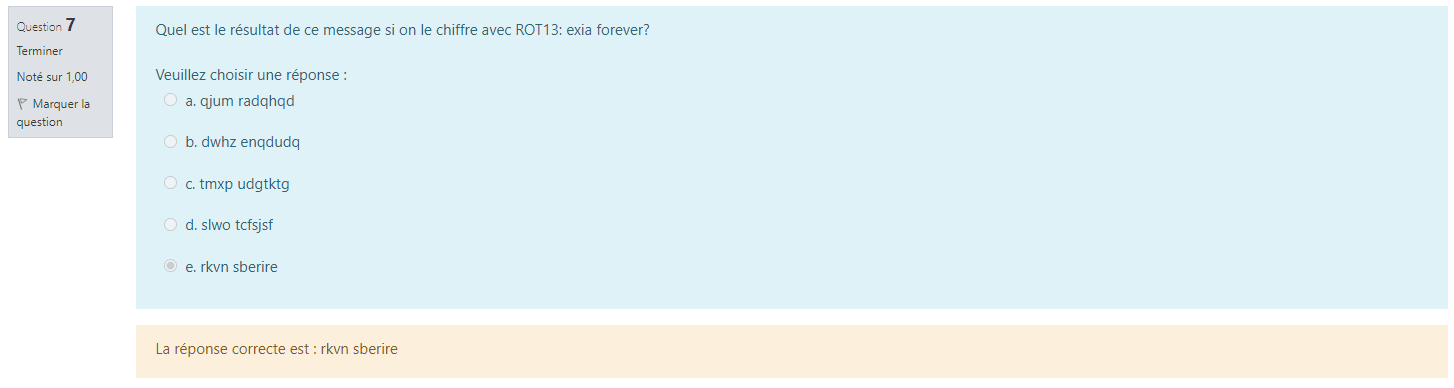 Question 7
Terminer
Noté sur 1,00
Marquer la
question
Quel est le résultat de ce message si on le chiffre avec ROT13: exia forever?
Veuillez choisir une réponse :
a. qjum radqhqd
b. dwhz enqdudq
c. tmxp udgtktg
d. slwo tcfsjsf
e. rkvn sberire
La réponse correcte est : rkvn sberire